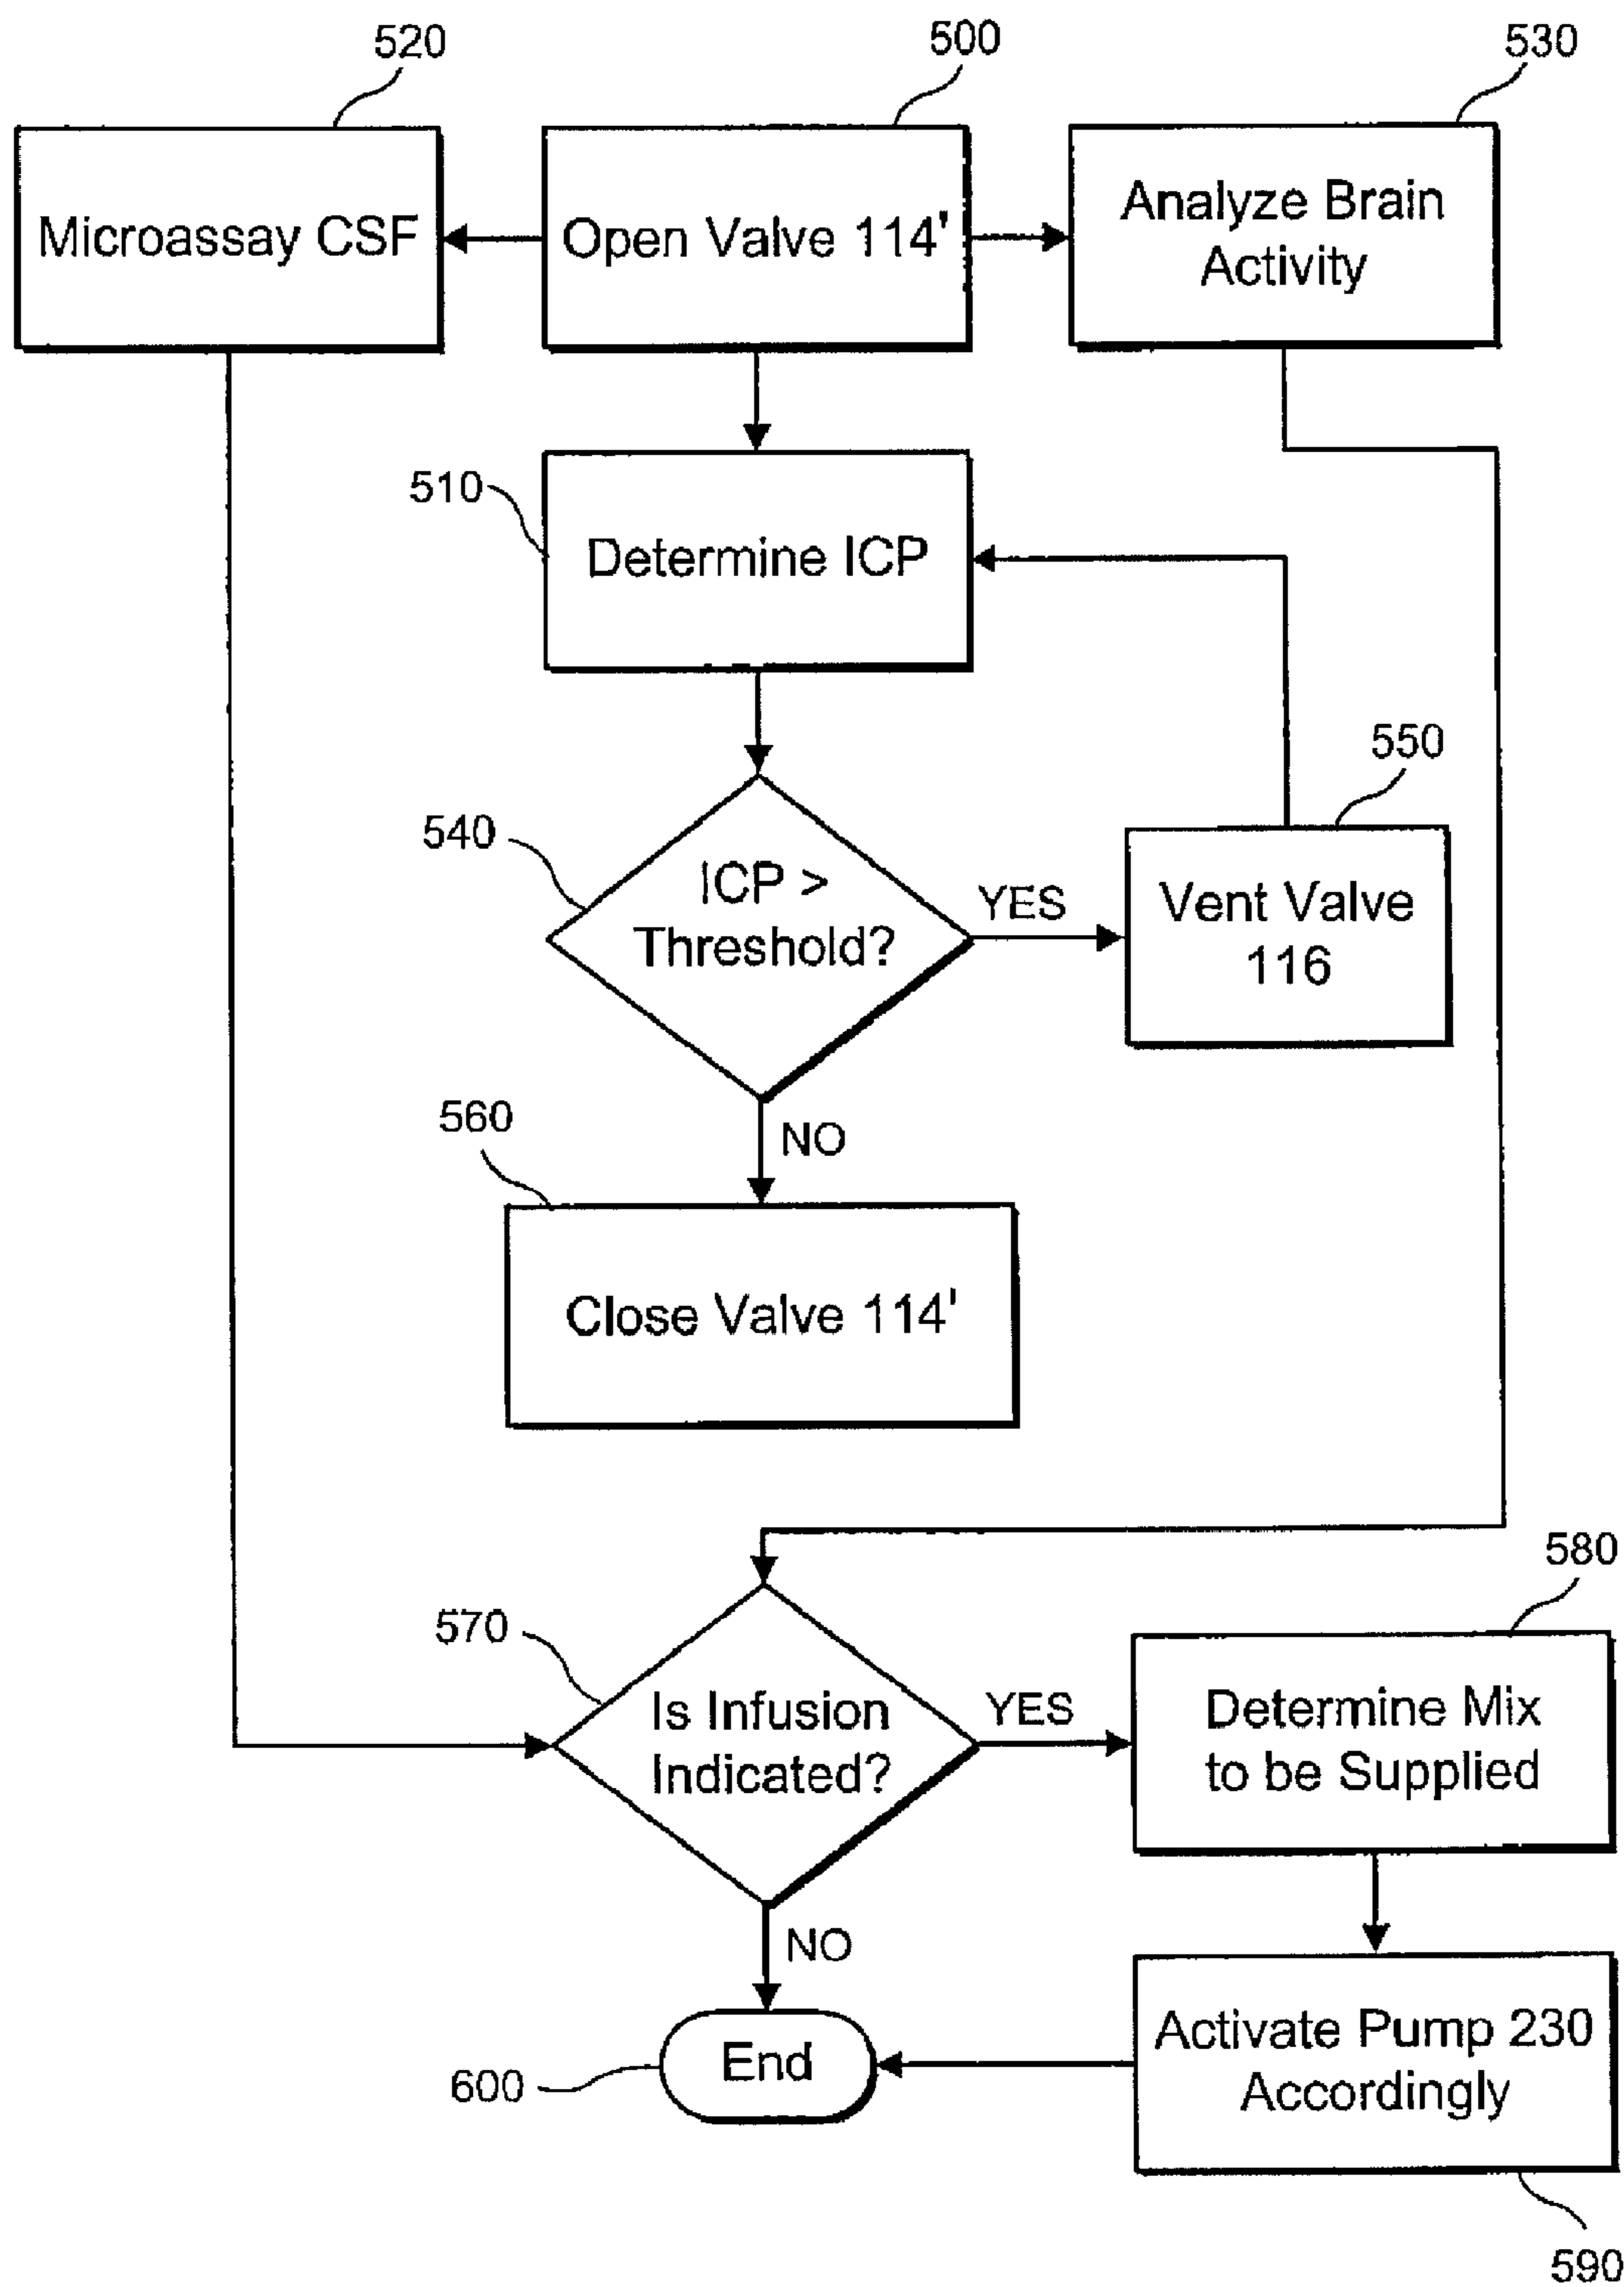 520
500
530
Microassay CSF
Open Valve 114'
Analyze Brain
Activity
510
Determine ICP
550
540
ICP >
Threshold?
YES
Vent Valve
116
NO
560
Close Valve 114'
580
570
Is Infusion
Indicated?
YES
Determine Mix
to be Supplied
NO
600
End
Activate Pump 230
Accordingly
590